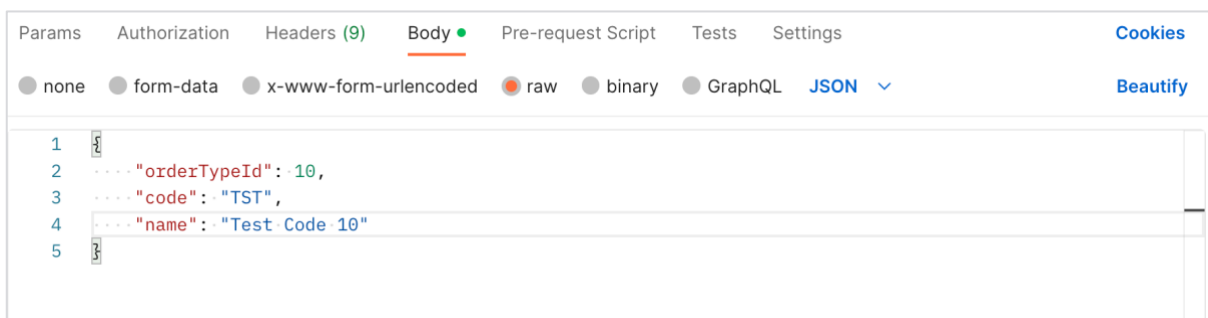 Params Authorization Headers (9) Body Pre-request Script Tests Settings Cookies
none form-data x-www-form-urlencoded raw binary GraphQL JSON Beautify
1 {
2 "orderTypeId": 10,
3 "code": "TST",
4 "name": "Test Code 10"
5 }